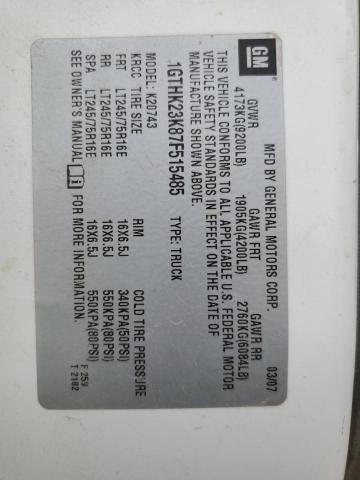 GM
MFD BY GENERAL MOTORS CORP. 03/07
GVWR GAWR FRT GAWR RR
4173KG(9200LB) 1905KG(4200LB) 2760KG(6084LB)
THIS VEHICLE CONFORMS TO ALL APPLICABLE U.S. FEDERAL MOTOR
VEHICLE SAFETY STANDARDS IN EFFECT ON THE DATE OF
MANUFACTURE SHOWN ABOVE.
1GTHK23K87F515485 TYPE: TRUCK
MODEL: K20743
KRCC TIRE SIZE RIM COLD TIRE PRESSURE
FRT LT245/75R16E 16X6.5J 340KPA(50PSI)
RR LT245/75R16E 16X6.5J 550KPA(80PSI)
SPA LT245/75R16E 16X6.5J 550KPA(80PSI)
SEE OWNER'S MANUAL i FOR MORE INFORMATION.
F 259
T 2182